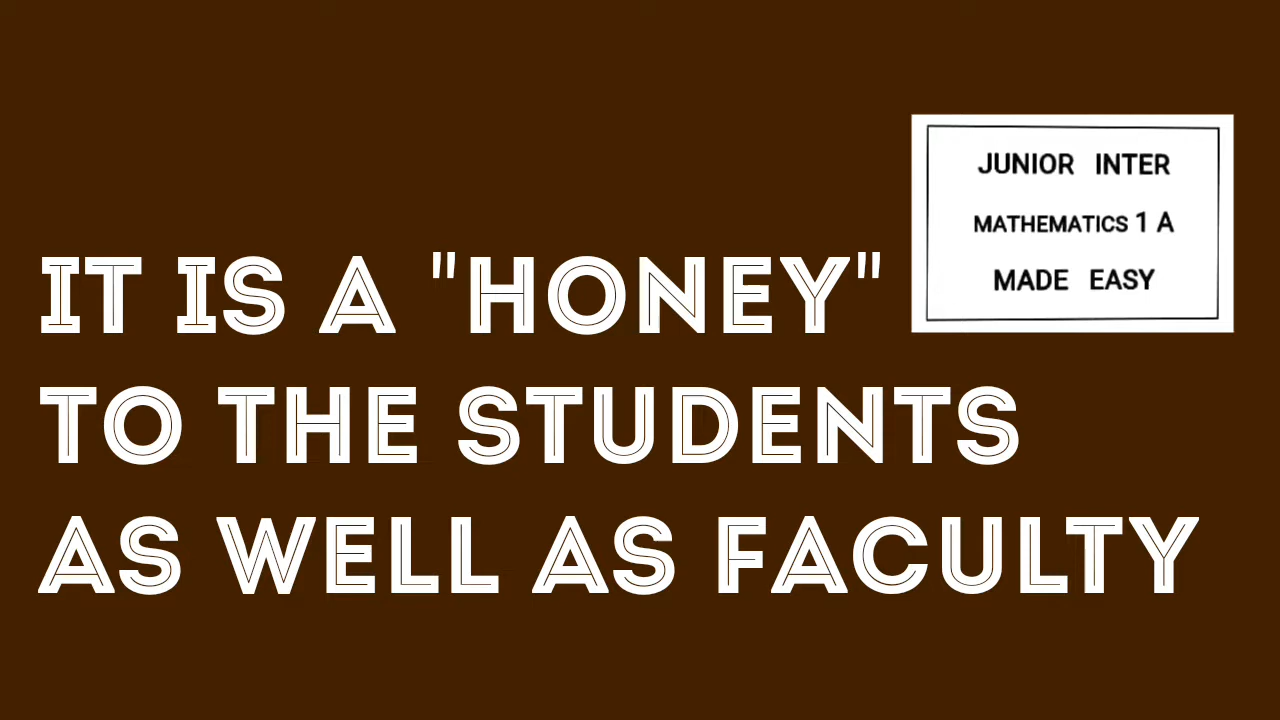 JUNIOR INTER
MATHEMATICS 1 A
MADE EASY
IT IS A "HONEY"
TO THE STUDENTS
AS WELL AS FACULTY